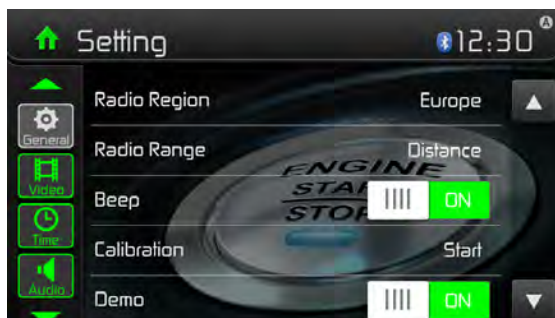 Setting 12:30 A
Radio Region Europe
General
Radio Range Distance
Video
Beep ON
Time
Calibration Start
Audio
Demo ON
ENGINE
START
STOP